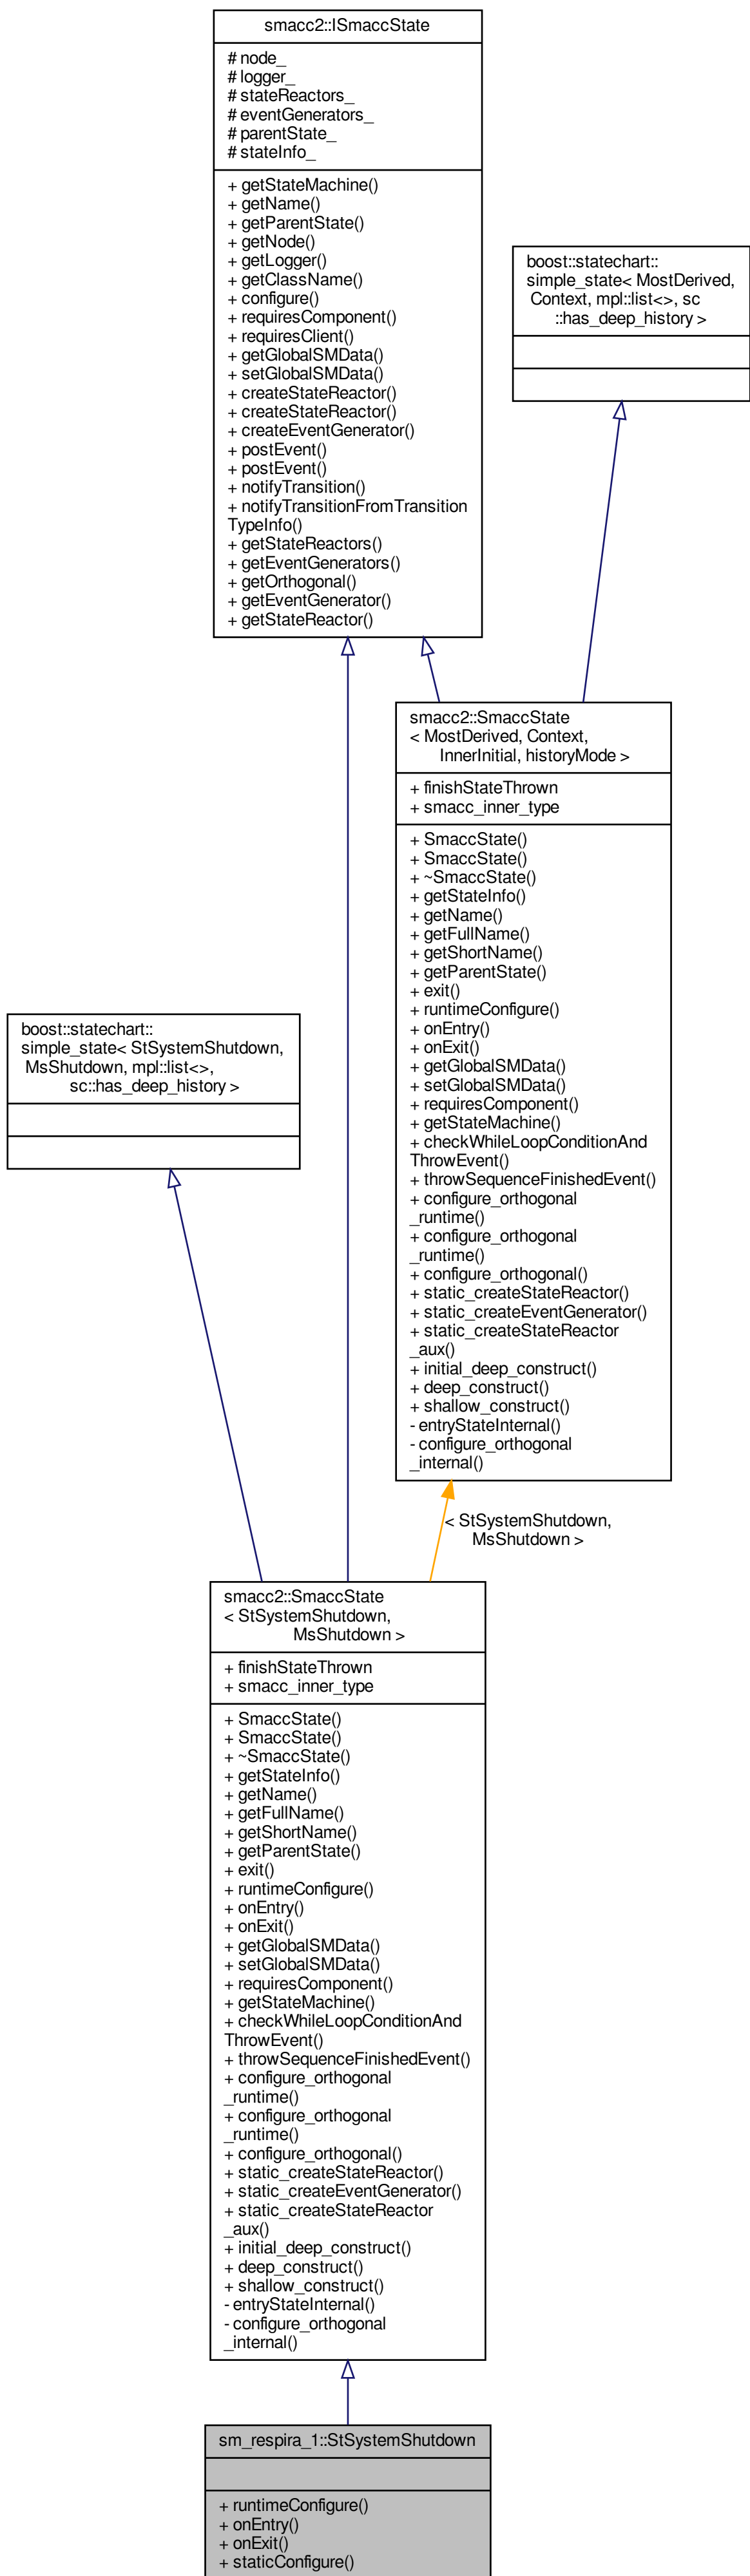 smacc2::ISmaccState
# node_
# logger_
# stateReactors_
# eventGenerators_
# parentState_
# stateInfo_
+ getStateMachine()
+ getName()
+ getParentState()
+ getNode()
+ getLogger()
+ getClassName()
+ configure()
+ requiresComponent()
+ requiresClient()
+ getGlobalSMData()
+ setGlobalSMData()
+ createStateReactor()
+ createStateReactor()
+ createEventGenerator()
+ postEvent()
+ postEvent()
+ notifyTransition()
+ notifyTransitionFromTransition
TypeInfo()
+ getStateReactors()
+ getEventGenerators()
+ getOrthogonal()
+ getEventGenerator()
+ getStateReactor()
boost::statechart::
simple_state< MostDerived,
Context, mpl::list<>, sc
::has_deep_history >
smacc2::SmaccState
< MostDerived, Context,
InnerInitial, historyMode >
+ finishStateThrown
+ smacc_inner_type
+ SmaccState()
+ SmaccState()
+ ~SmaccState()
+ getStateInfo()
+ getName()
+ getFullName()
+ getShortName()
+ getParentState()
+ exit()
+ runtimeConfigure()
+ onEntry()
+ onExit()
+ getGlobalSMData()
+ setGlobalSMData()
+ requiresComponent()
+ getStateMachine()
+ checkWhileLoopConditionAnd
ThrowEvent()
+ throwSequenceFinishedEvent()
+ configure_orthogonal
_runtime()
+ configure_orthogonal
_runtime()
+ configure_orthogonal()
+ static_createStateReactor()
+ static_createEventGenerator()
+ static_createStateReactor
_aux()
+ initial_deep_construct()
+ deep_construct()
+ shallow_construct()
- entryStateInternal()
- configure_orthogonal
_internal()
boost::statechart::
simple_state< StSystemShutdown,
MsShutdown, mpl::list<>,
sc::has_deep_history >
< StSystemShutdown,
MsShutdown >
smacc2::SmaccState
< StSystemShutdown,
MsShutdown >
+ finishStateThrown
+ smacc_inner_type
+ SmaccState()
+ SmaccState()
+ ~SmaccState()
+ getStateInfo()
+ getName()
+ getFullName()
+ getShortName()
+ getParentState()
+ exit()
+ runtimeConfigure()
+ onEntry()
+ onExit()
+ getGlobalSMData()
+ setGlobalSMData()
+ requiresComponent()
+ getStateMachine()
+ checkWhileLoopConditionAnd
ThrowEvent()
+ throwSequenceFinishedEvent()
+ configure_orthogonal
_runtime()
+ configure_orthogonal
_runtime()
+ configure_orthogonal()
+ static_createStateReactor()
+ static_createEventGenerator()
+ static_createStateReactor
_aux()
+ initial_deep_construct()
+ deep_construct()
+ shallow_construct()
- entryStateInternal()
- configure_orthogonal
_internal()
sm_respira_1::StSystemShutdown
+ runtimeConfigure()
+ onEntry()
+ onExit()
+ staticConfigure()